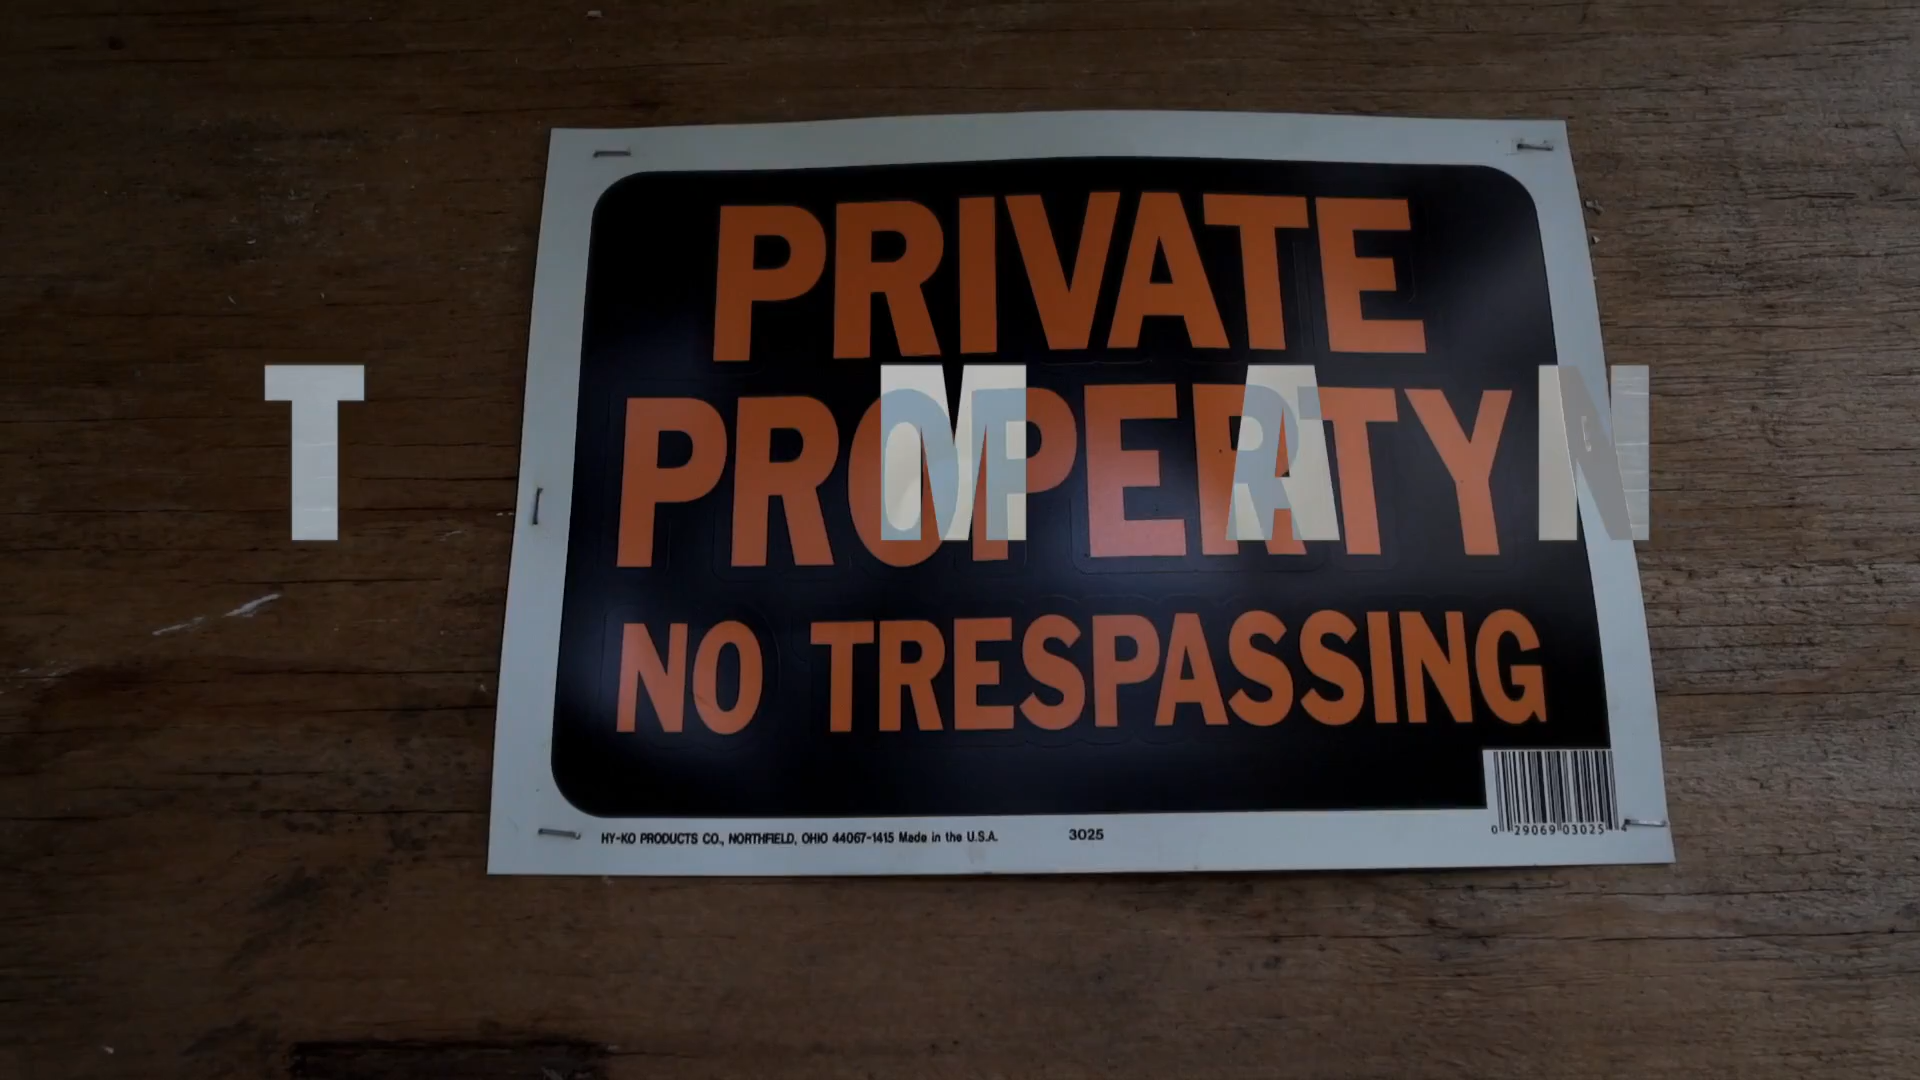 PRIVATE
PROPERTY
T M A N
NO TRESPASSING
HY-KO PRODUCTS CO., NORTHFIELD, OHIO 44067-1415 Made in the U.S.A. 3025
0 29069 03025 4